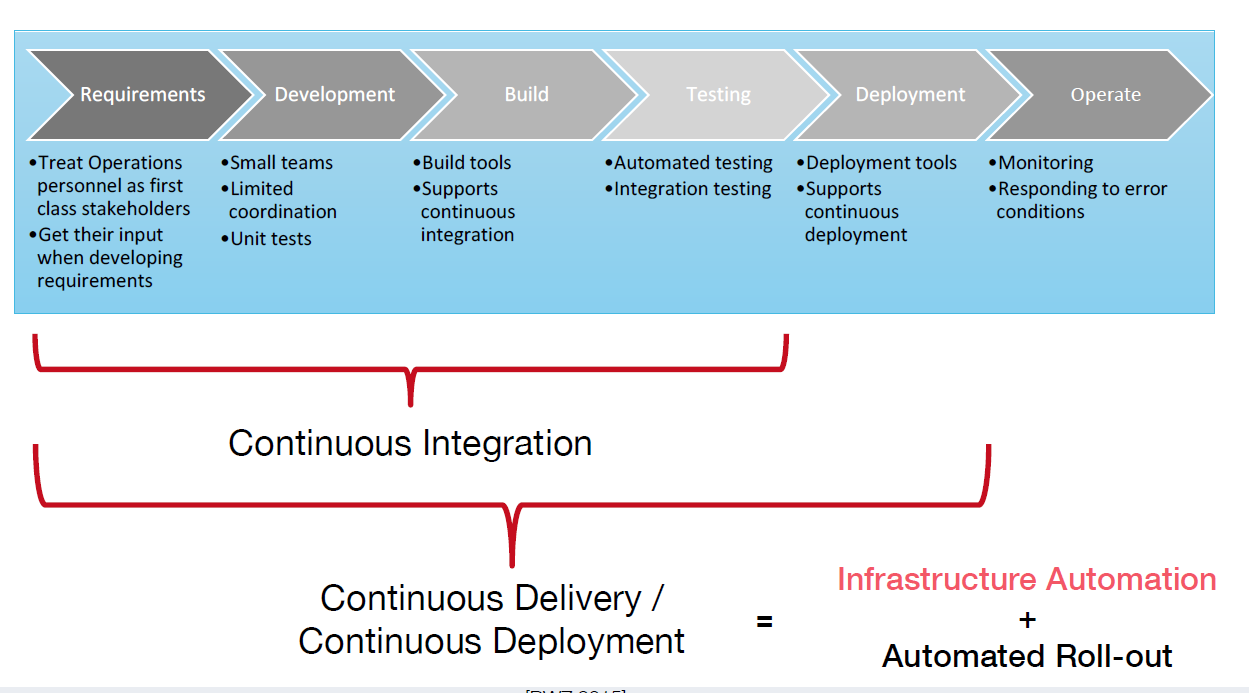 Requirements
Development
Build
Testing
Deployment
Operate
•Treat Operations
personnel as first
class stakeholders
•Get their input
when developing
requirements
•Small teams
•Limited
coordination
•Unit tests
•Build tools
•Supports
continuous
integration
•Automated testing
•Integration testing
•Deployment tools
•Supports
continuous
deployment
•Monitoring
•Responding to error
conditions
Continuous Integration
Continuous Delivery /
Continuous Deployment
=
Infrastructure Automation
+
Automated Roll-out